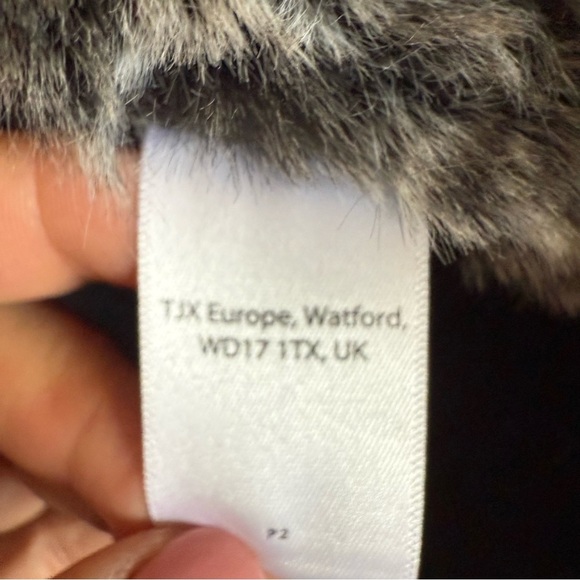 TJX Europe, Watford,
WD17 1TX, UK
P2